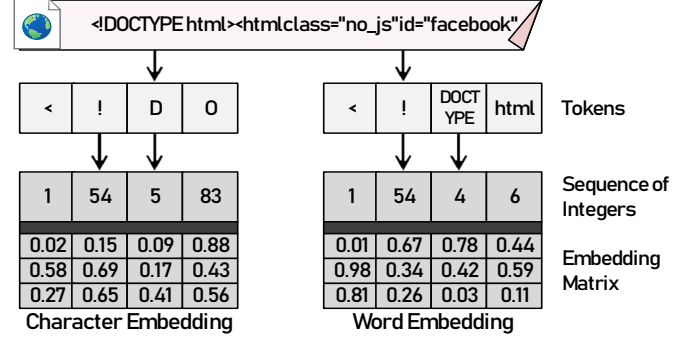 <!DOCTYPE html><htmlclass="no_js"id="facebook"
< ! D O
< ! DOCT YPE html
Tokens
1 54 5 83
1 54 4 6
Sequence of
Integers
0.02 0.15 0.09 0.88
0.58 0.69 0.17 0.43
0.27 0.65 0.41 0.56
0.01 0.67 0.78 0.44
0.98 0.34 0.42 0.59
0.81 0.26 0.03 0.11
Embedding
Matrix
Character Embedding
Word Embedding